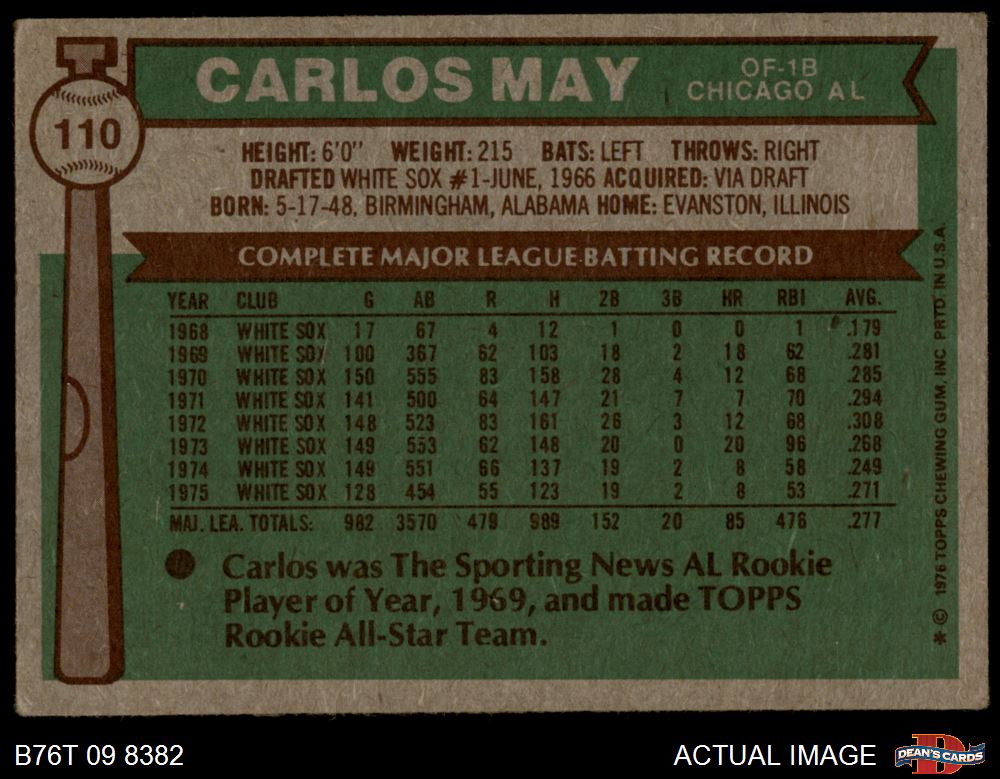 110
CARLOS MAY
OF-1B
CHICAGO AL
HEIGHT: 6'0" WEIGHT: 215 BATS: LEFT THROWS: RIGHT
DRAFTED WHITE SOX #1-JUNE, 1966 ACQUIRED: VIA DRAFT
BORN: 5-17-48, BIRMINGHAM, ALABAMA HOME: EVANSTON, ILLINOIS
COMPLETE MAJOR LEAGUE BATTING RECORD
YEAR CLUB G AB R H 2B 3B HR RBI AVG.
1968 WHITE SOX 17 67 4 12 1 0 0 1 .179
1969 WHITE SOX 100 367 62 103 18 2 18 62 .281
1970 WHITE SOX 150 555 83 158 28 4 12 68 .285
1971 WHITE SOX 141 500 64 147 21 7 7 70 .294
1972 WHITE SOX 148 523 83 161 26 3 12 68 .308
1973 WHITE SOX 149 553 62 148 20 0 20 96 .268
1974 WHITE SOX 149 551 66 137 19 2 8 58 .249
1975 WHITE SOX 128 454 55 123 19 2 8 53 .271
MAJ. LEA. TOTALS: 982 3570 479 989 152 20 85 476 .277
Carlos was The Sporting News AL Rookie
Player of Year, 1969, and made TOPPS
Rookie All-Star Team.
* © 1976 TOPPS CHEWING GUM, INC PRTD. IN U.S.A.
B76T 09 8382
ACTUAL IMAGE
DEAN'S CARDS